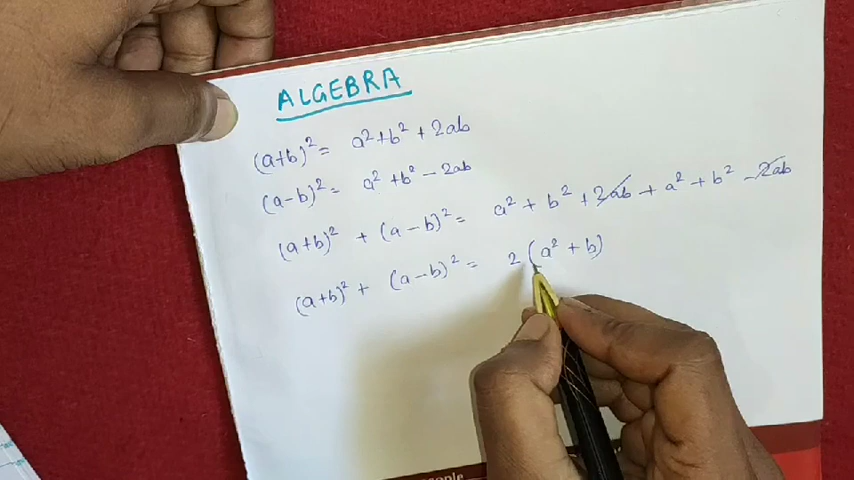 ALGEBRA
(a+b)² = a²+b²+2ab
(a-b)² = a²+b²-2ab
(a+b)² + (a-b)² = a² + b² + 2ab + a² + b² - 2ab
(a+b)² + (a-b)² = 2(a² + b)
ople